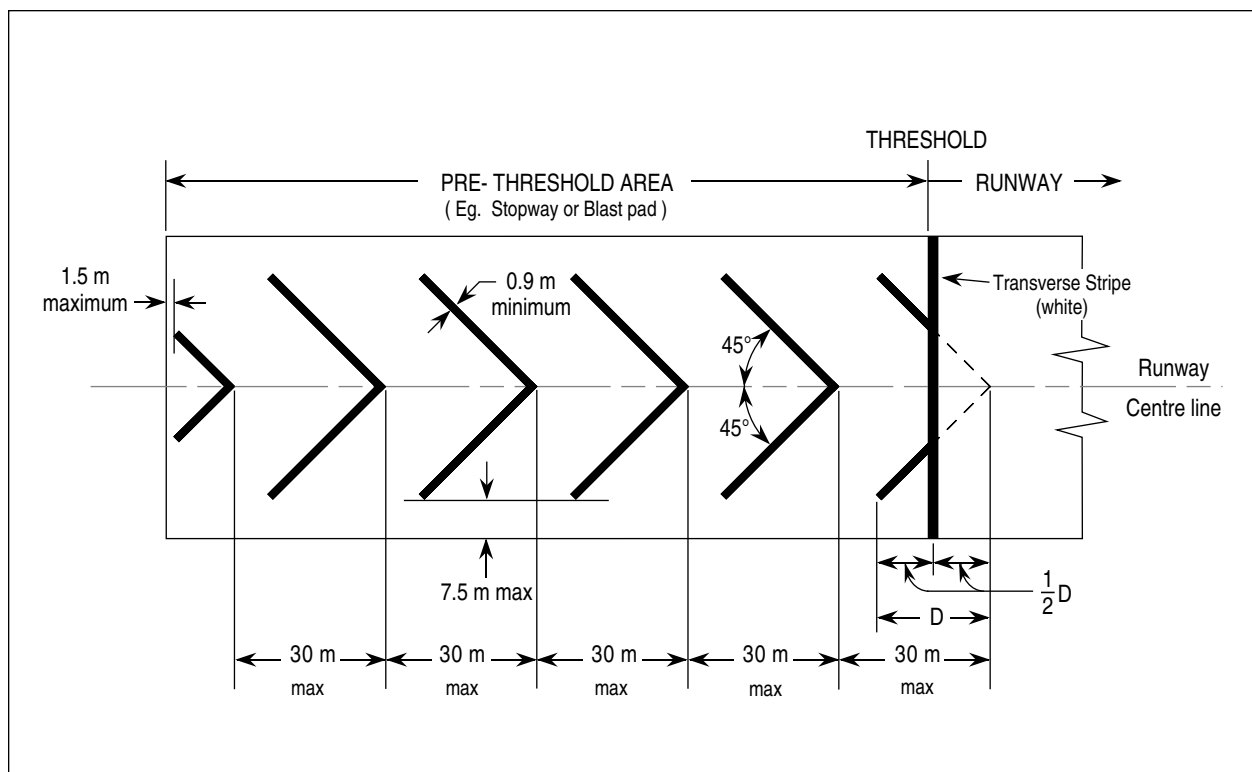 THRESHOLD
PRE- THRESHOLD AREA
( Eg. Stopway or Blast pad )
RUNWAY
1.5 m
maximum
0.9 m
minimum
Transverse Stripe
(white)
45°
45°
Runway
Centre line
7.5 m max
1/2 D
D
30 m
max
30 m
max
30 m
max
30 m
max
30 m
max